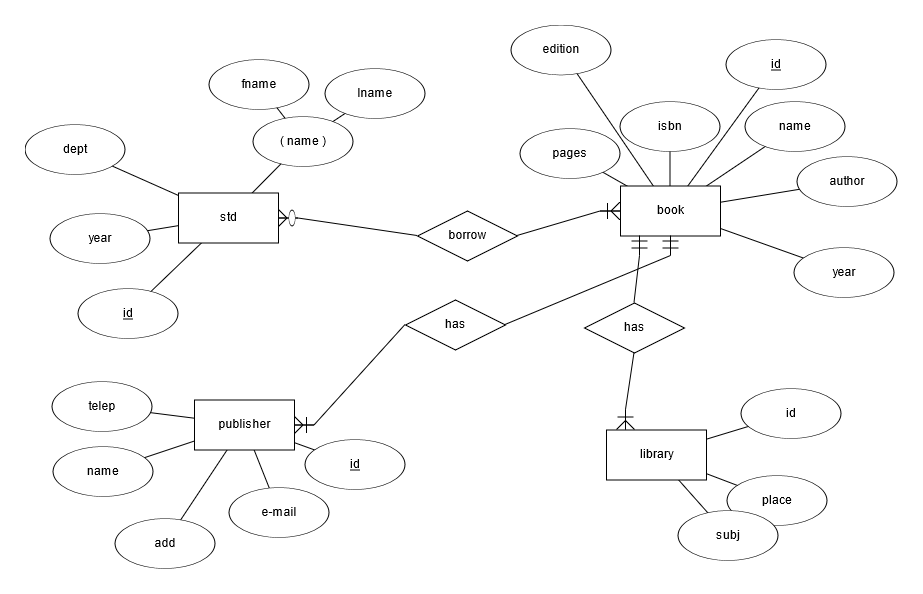 edition
id
fname
lname
isbn
name
( name )
dept
pages
author
std
book
year
borrow
year
id
has
has
telep
id
publisher
name
library
id
place
e-mail
subj
add